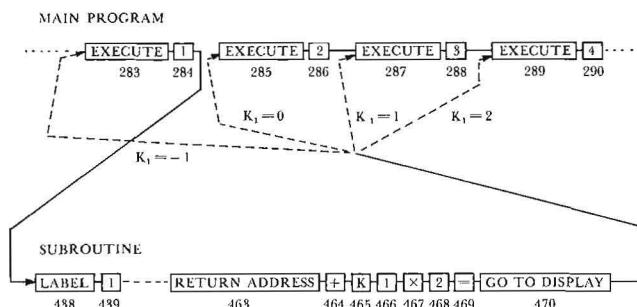 MAIN PROGRAM
EXECUTE 1 EXECUTE 2 EXECUTE 3 EXECUTE 4
283 284 285 286 287 288 289 290
K₁=0 K₁=1 K₁=2
K₁=-1
SUBROUTINE
LABEL 1 RETURN ADDRESS + K 1 × 2 = GO TO DISPLAY
438 439 463 464 465 466 467 468 469 470